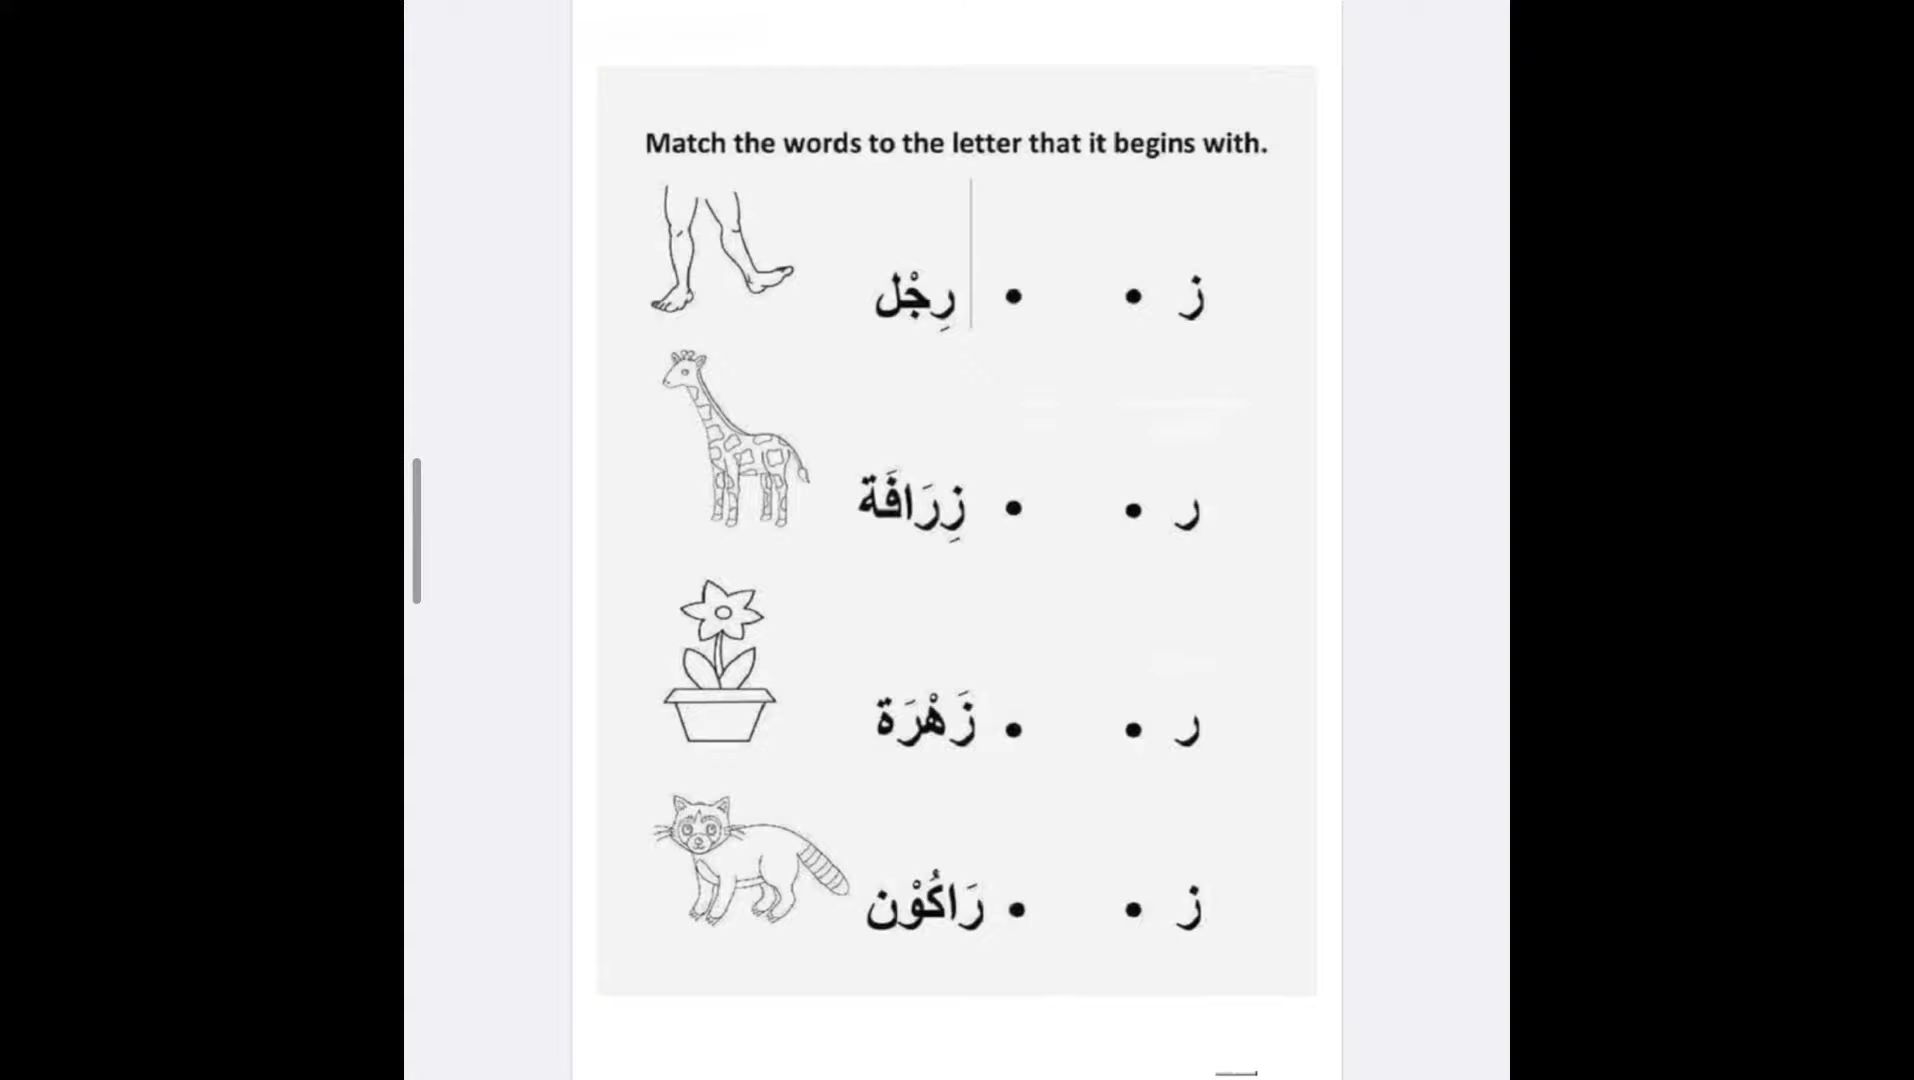 Match the words to the letter that it begins with.
رِجْل • • ز
زِرَافَة • • ر
زَهْرَة • • ر
رَاكُوْن • • ز